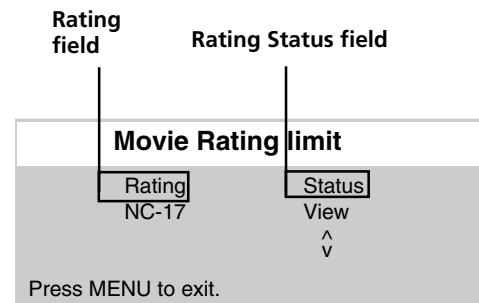 Rating
field
Rating Status field
Movie Rating limit
Rating Status
NC-17 View
^
v
Press MENU to exit.